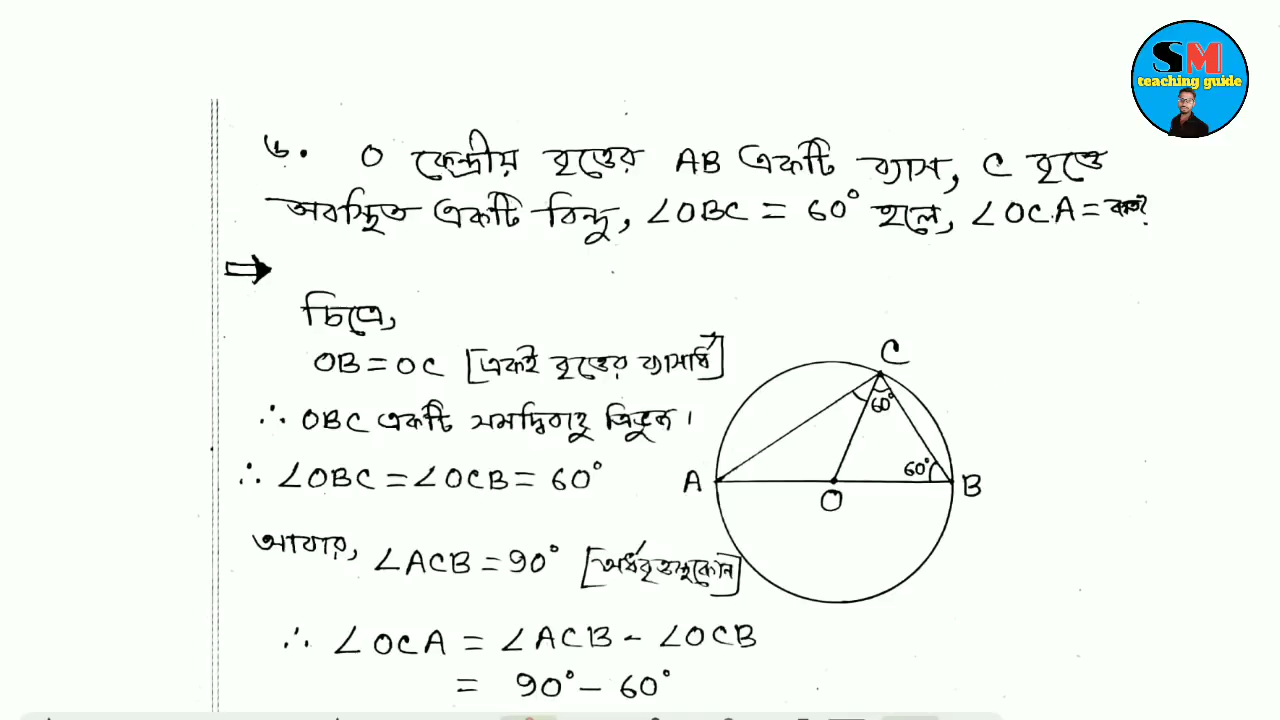 SM
teaching guide
৬. O কেন্দ্রীয় বৃত্তের AB একটি ব্যাস, C বৃত্তে
অবস্থিত একটি বিন্দু, ∠OBC = 60° হলে, ∠OCA = কত?
⇒
চিত্রে,
OB = OC [একই বৃত্তের ব্যাসার্ধ]
∴ OBC একটি সমদ্বিবাহু ত্রিভুজ।
∴ ∠OBC = ∠OCB = 60°
আবার, ∠ACB = 90° [অর্ধবৃত্তস্থকোন]
∴ ∠OCA = ∠ACB - ∠OCB
= 90° - 60°
C
60°
60°
A
O
B